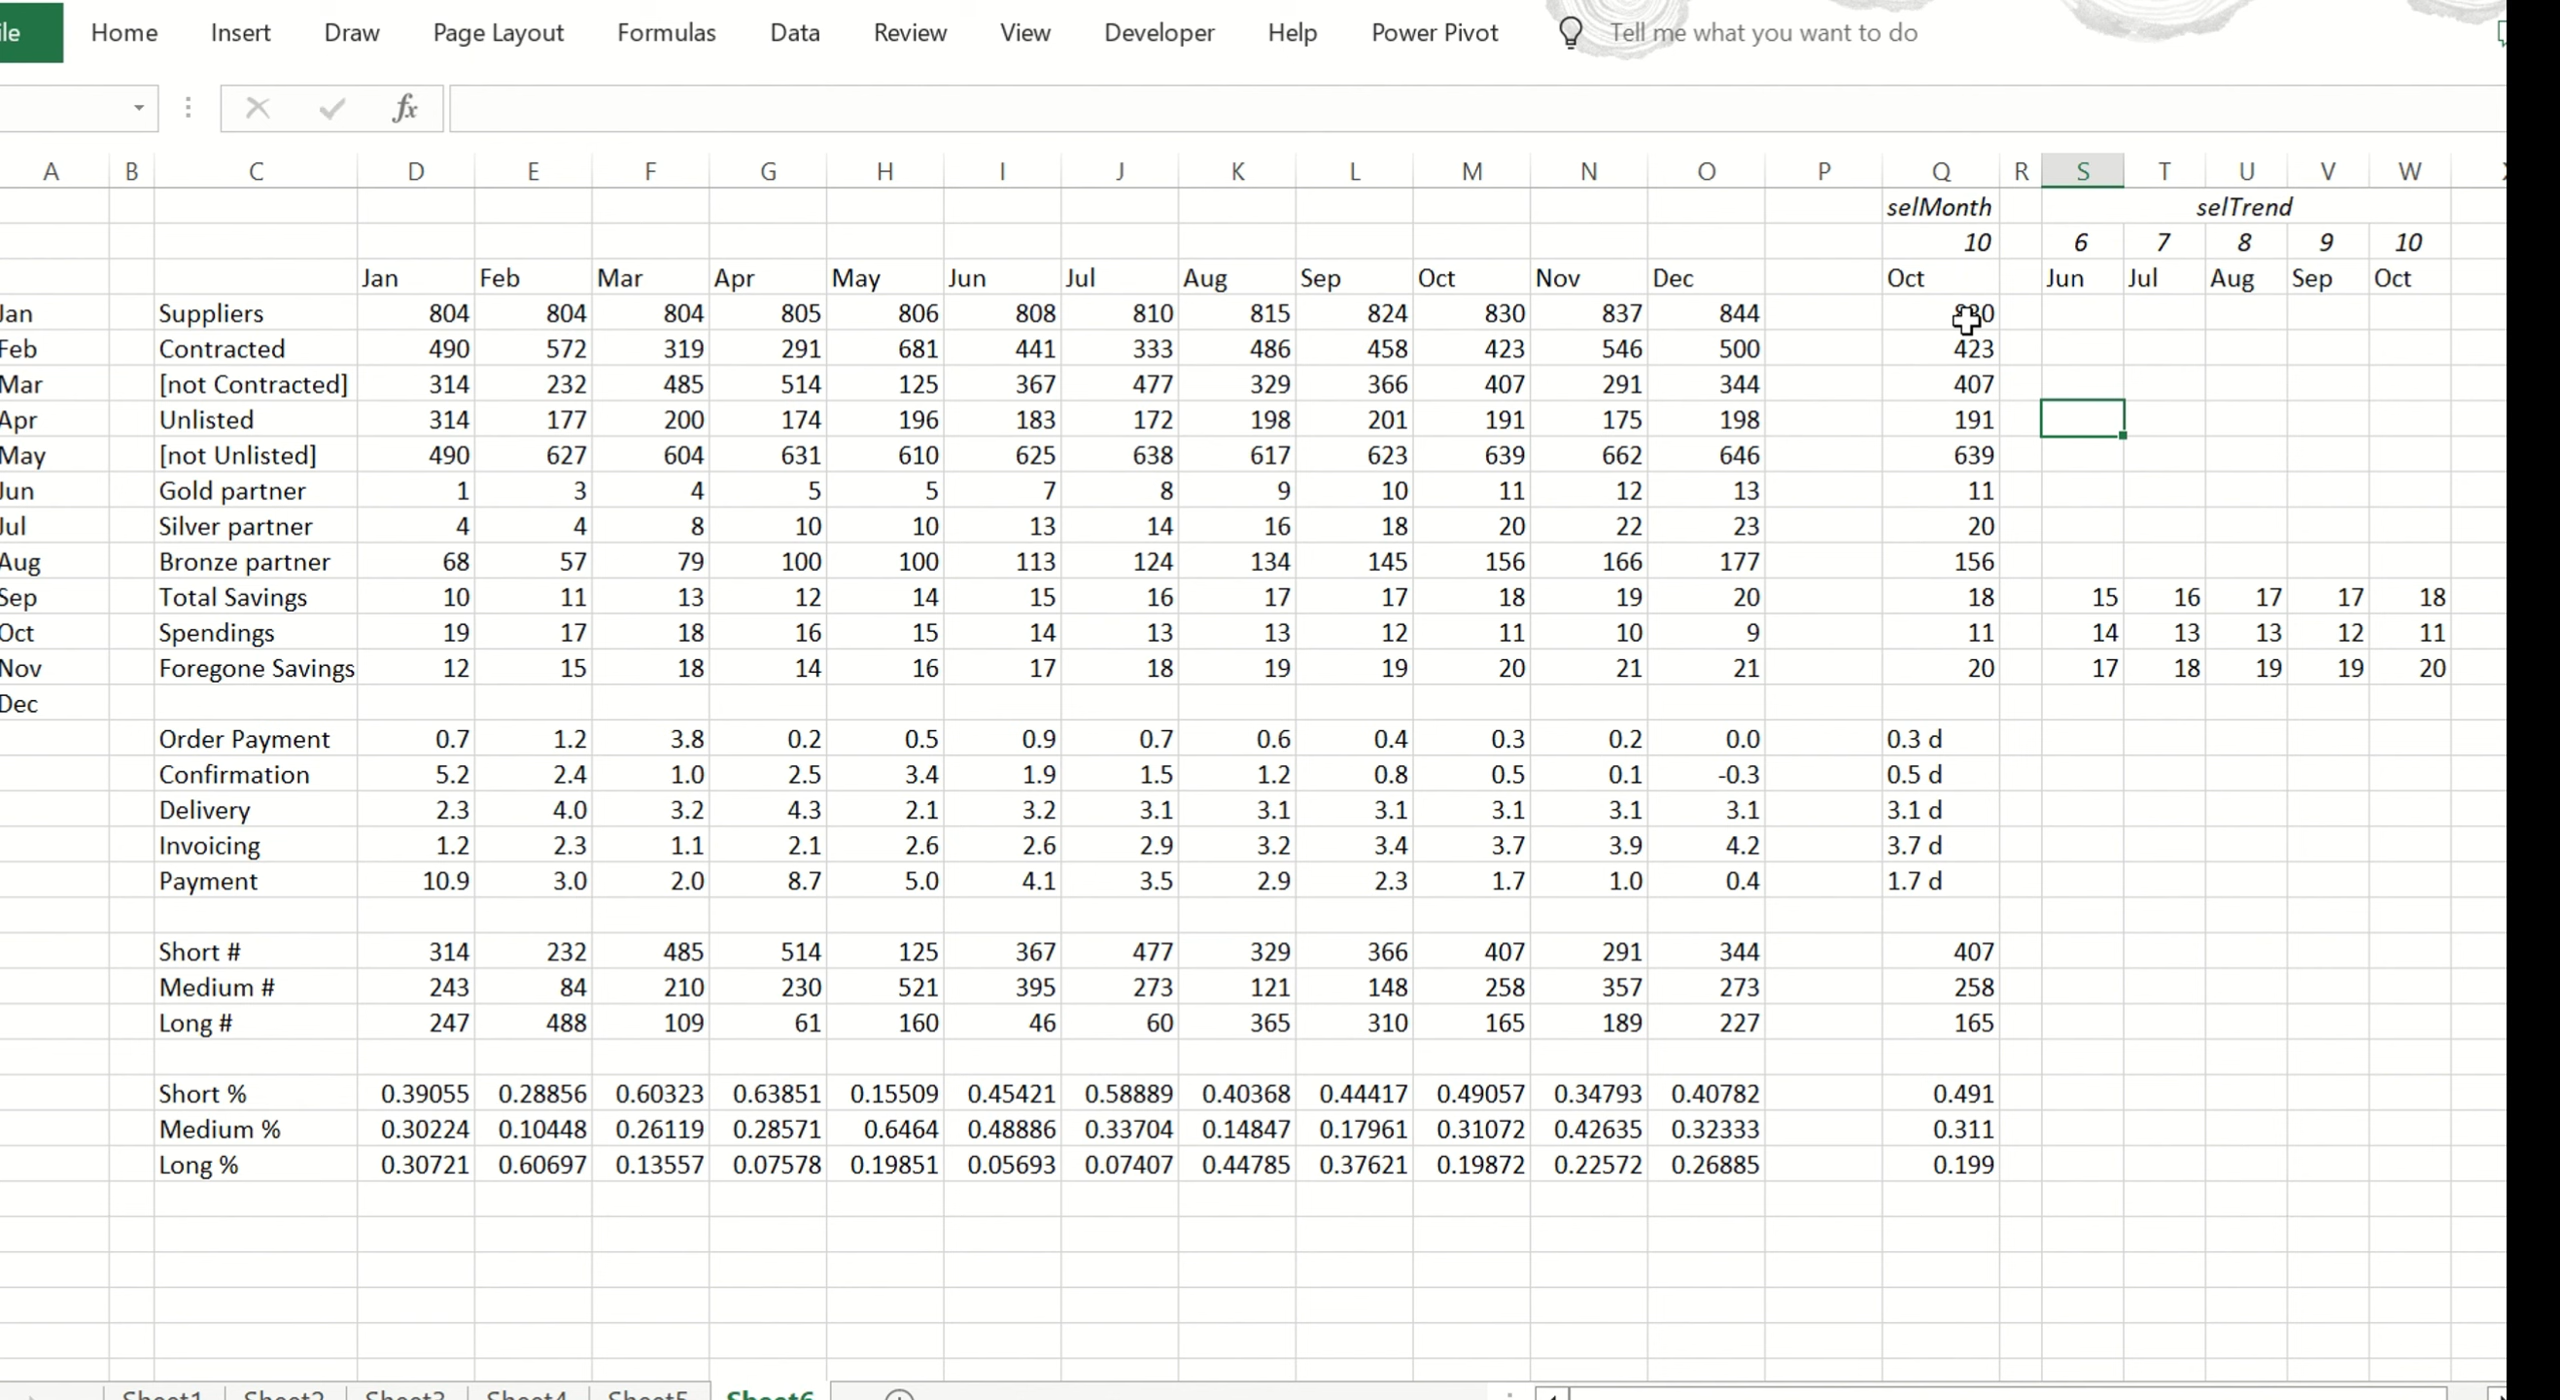 ile Home Insert Draw Page Layout Formulas Data Review View Developer Help Power Pivot Tell me what you want to do
fx
A B C D E F G H I J K L M N O P Q R S T U V W
selMonth selTrend
10 6 7 8 9 10
Jan Feb Mar Apr May Jun Jul Aug Sep Oct Nov Dec Oct Jun Jul Aug Sep Oct
Jan Suppliers 804 804 804 805 806 808 810 815 824 830 837 844
Feb Contracted 490 572 319 291 681 441 333 486 458 423 546 500 423
Mar [not Contracted] 314 232 485 514 125 367 477 329 366 407 291 344 407
Apr Unlisted 314 177 200 174 196 183 172 198 201 191 175 198 191
May [not Unlisted] 490 627 604 631 610 625 638 617 623 639 662 646 639
Jun Gold partner 1 3 4 5 5 7 8 9 10 11 12 13 11
Jul Silver partner 4 4 8 10 10 13 14 16 18 20 22 23 20
Aug Bronze partner 68 57 79 100 100 113 124 134 145 156 166 177 156
Sep Total Savings 10 11 13 12 14 15 16 17 17 18 19 20 18 15 16 17 17 18
Oct Spendings 19 17 18 16 15 14 13 13 12 11 10 9 11 14 13 13 12 11
Nov Foregone Savings 12 15 18 14 16 17 18 19 19 20 21 21 20 17 18 19 19 20
Dec
Order Payment 0.7 1.2 3.8 0.2 0.5 0.9 0.7 0.6 0.4 0.3 0.2 0.0 0.3 d
Confirmation 5.2 2.4 1.0 2.5 3.4 1.9 1.5 1.2 0.8 0.5 0.1 -0.3 0.5 d
Delivery 2.3 4.0 3.2 4.3 2.1 3.2 3.1 3.1 3.1 3.1 3.1 3.1 3.1 d
Invoicing 1.2 2.3 1.1 2.1 2.6 2.6 2.9 3.2 3.4 3.7 3.9 4.2 3.7 d
Payment 10.9 3.0 2.0 8.7 5.0 4.1 3.5 2.9 2.3 1.7 1.0 0.4 1.7 d
Short # 314 232 485 514 125 367 477 329 366 407 291 344 407
Medium # 243 84 210 230 521 395 273 121 148 258 357 273 258
Long # 247 488 109 61 160 46 60 365 310 165 189 227 165
Short % 0.39055 0.28856 0.60323 0.63851 0.15509 0.45421 0.58889 0.40368 0.44417 0.49057 0.34793 0.40782 0.491
Medium % 0.30224 0.10448 0.26119 0.28571 0.6464 0.48886 0.33704 0.14847 0.17961 0.31072 0.42635 0.32333 0.311
Long % 0.30721 0.60697 0.13557 0.07578 0.19851 0.05693 0.07407 0.44785 0.37621 0.19872 0.22572 0.26885 0.199
Sheet1 Sheet2 Sheet3 Sheet4 Sheet5 Sheet6